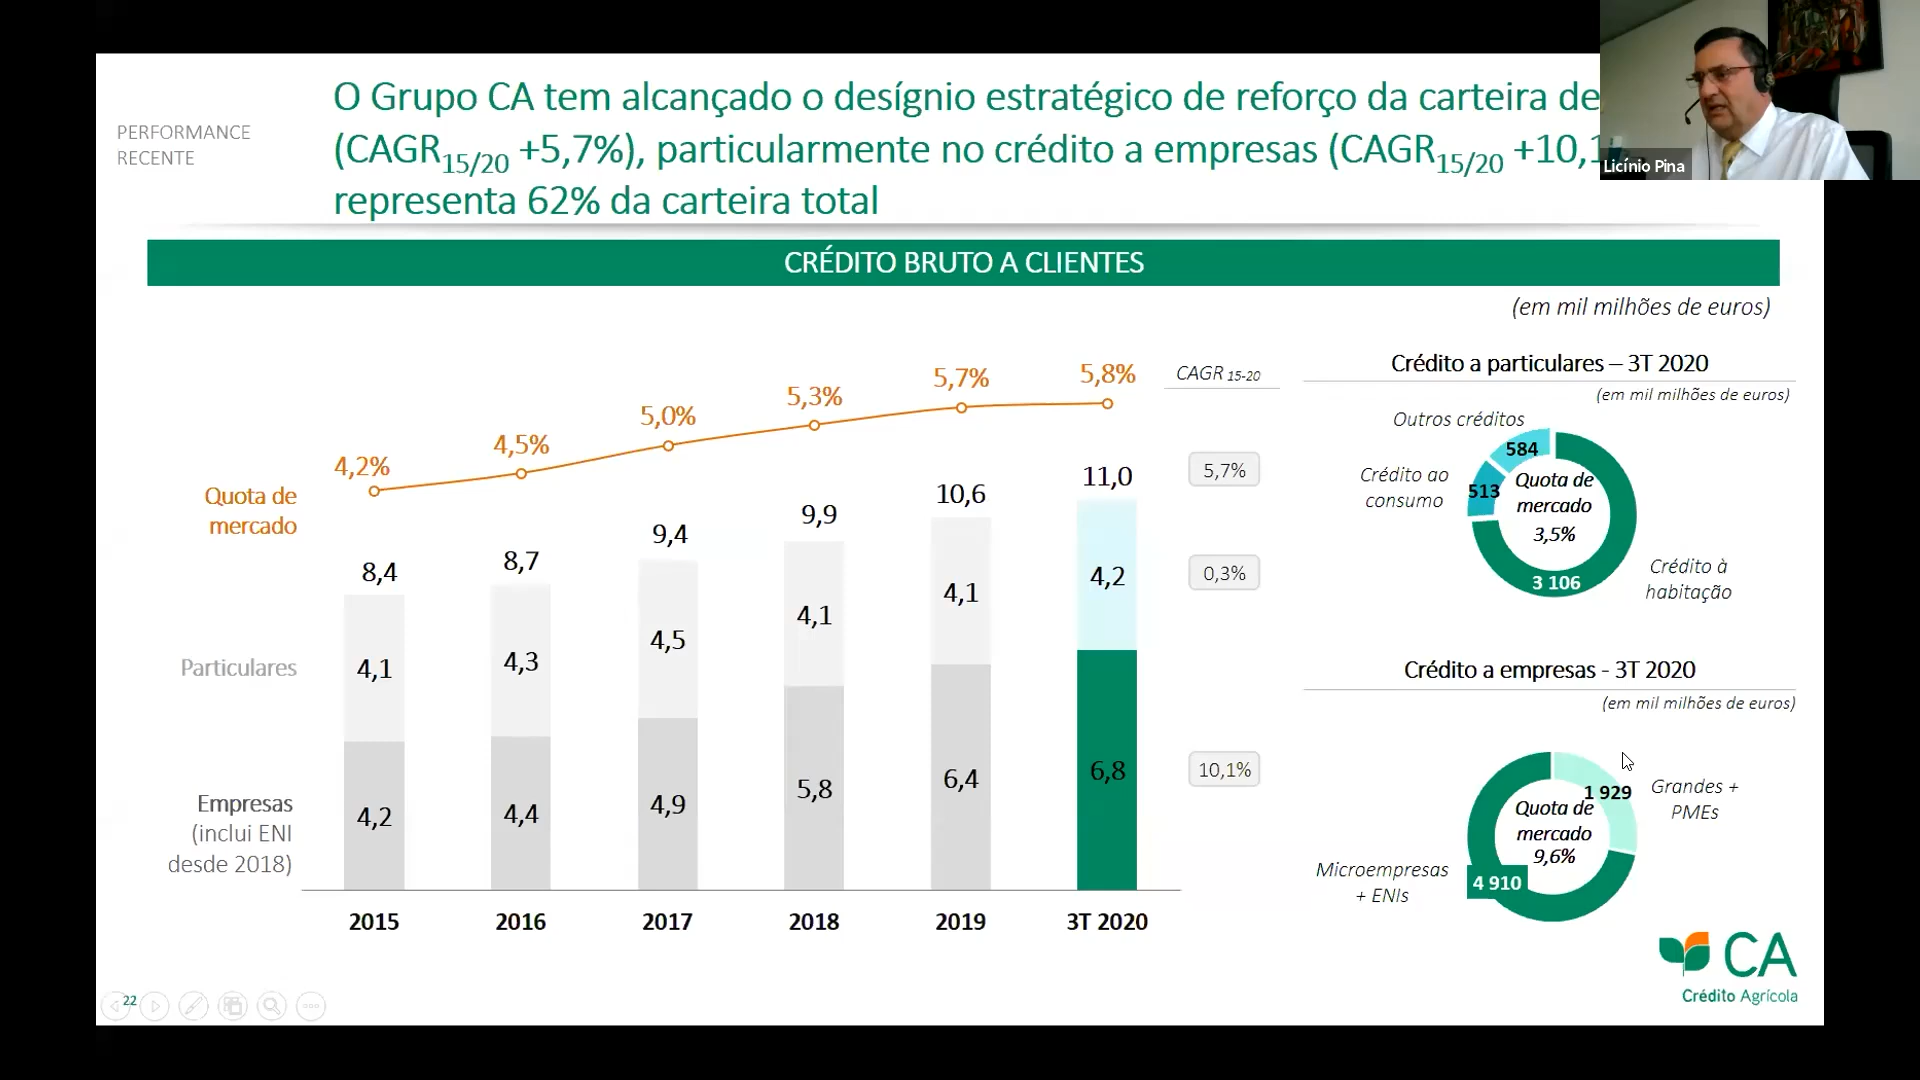 PERFORMANCE
RECENTE
O Grupo CA tem alcançado o desígnio estratégico de reforço da carteira de
(CAGR15/20 +5,7%), particularmente no crédito a empresas (CAGR15/20 +10,1
representa 62% da carteira total
Licínio Pina
CRÉDITO BRUTO A CLIENTES
(em mil milhões de euros)
Quota de
mercado
4,2%
4,5%
5,0%
5,3%
5,7%
5,8%
CAGR 15-20
8,4
8,7
9,4
9,9
10,6
11,0
5,7%
Particulares
4,1
4,3
4,5
4,1
4,1
4,2
0,3%
Empresas
(inclui ENI
desde 2018)
4,2
4,4
4,9
5,8
6,4
6,8
10,1%
2015
2016
2017
2018
2019
3T 2020
Crédito a particulares – 3T 2020
(em mil milhões de euros)
Outros créditos
584
Crédito ao
consumo
513
Quota de
mercado
3,5%
3 106
Crédito à
habitação
Crédito a empresas - 3T 2020
(em mil milhões de euros)
1 929
Grandes +
PMEs
Quota de
mercado
9,6%
Microempresas
+ ENIs
4 910
CA
Crédito Agrícola
22